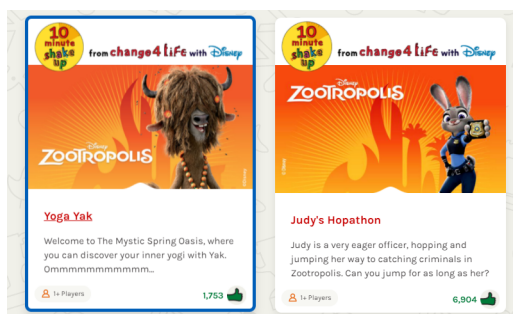 10
minute
shake
up
from change4Life with Disney
Disney
ZOOTROPOLIS
Yoga Yak
Welcome to The Mystic Spring Oasis, where
you can discover your inner yogi with Yak.
Ommmmmmmmmmm...
1+ Players
1,753
10
minute
shake
up
from change4Life with Disney
Disney
ZOOTROPOLIS
Judy's Hopathon
Judy is a very eager officer, hopping and
jumping her way to catching criminals in
Zootropolis. Can you jump for as long as her?
1+ Players
6,904